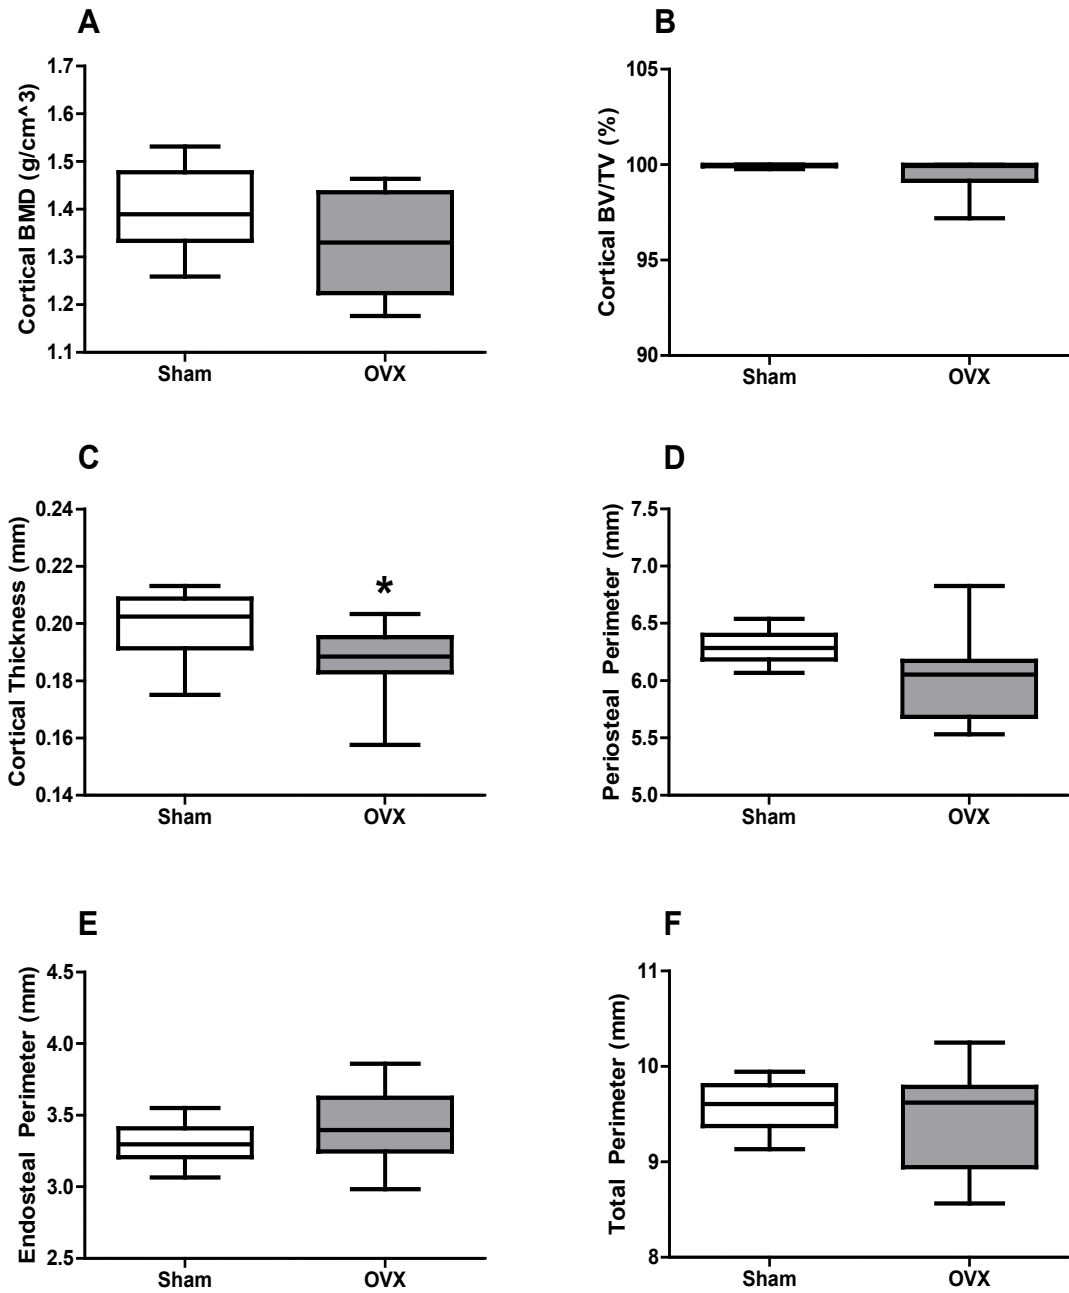 A
Cortical BMD (g/cm^3)
1.7
1.6
1.5
1.4
1.3
1.2
1.1
Sham
OVX
B
Cortical BV/TV (%)
105
100
95
90
Sham
OVX
C
Cortical Thickness (mm)
0.24
0.22
0.20
0.18
0.16
0.14
*
Sham
OVX
D
Periosteal Perimeter (mm)
7.5
7.0
6.5
6.0
5.5
5.0
Sham
OVX
E
Endosteal Perimeter (mm)
4.5
4.0
3.5
3.0
2.5
Sham
OVX
F
Total Perimeter (mm)
11
10
9
8
Sham
OVX